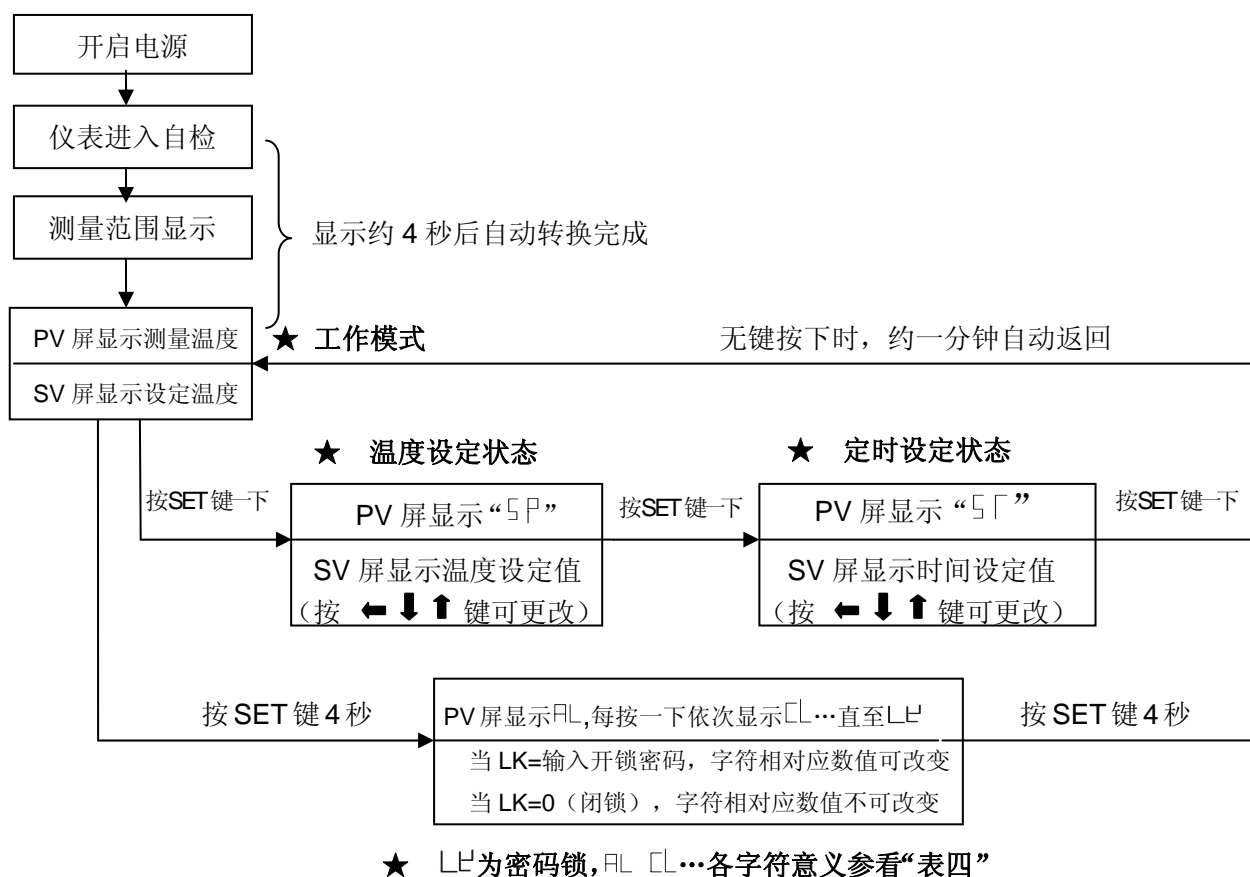 开启电源
仪表进入自检
测量范围显示
显示约 4 秒后自动转换完成
PV 屏显示测量温度
SV 屏显示设定温度
★ 工作模式
无键按下时，约一分钟自动返回
★ 温度设定状态
★ 定时设定状态
按SET键一下
PV 屏显示“SP”
SV 屏显示温度设定值
（按 ⬅⬇⬆ 键可更改）
按SET键一下
PV 屏显示“ST”
SV 屏显示时间设定值
（按 ⬅⬇⬆ 键可更改）
按SET键一下
按 SET 键 4 秒
PV 屏显示AL,每按一下依次显示CL…直至LK
当 LK=输入开锁密码，字符相对应数值可改变
当 LK=0（闭锁），字符相对应数值不可改变
按 SET 键 4 秒
★ LK为密码锁,AL CL…各字符意义参看“表四”